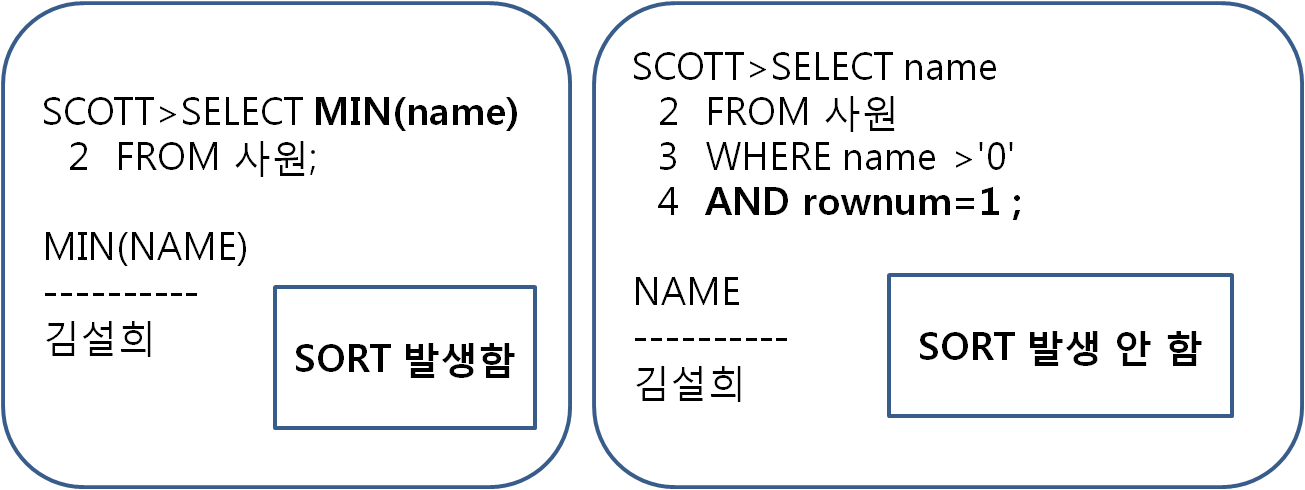 SCOTT>SELECT MIN(name)
2 FROM 사원;
MIN(NAME)
----------
김설희
SORT 발생함
SCOTT>SELECT name
2 FROM 사원
3 WHERE name >'0'
4 AND rownum=1 ;
NAME
----------
김설희
SORT 발생 안 함